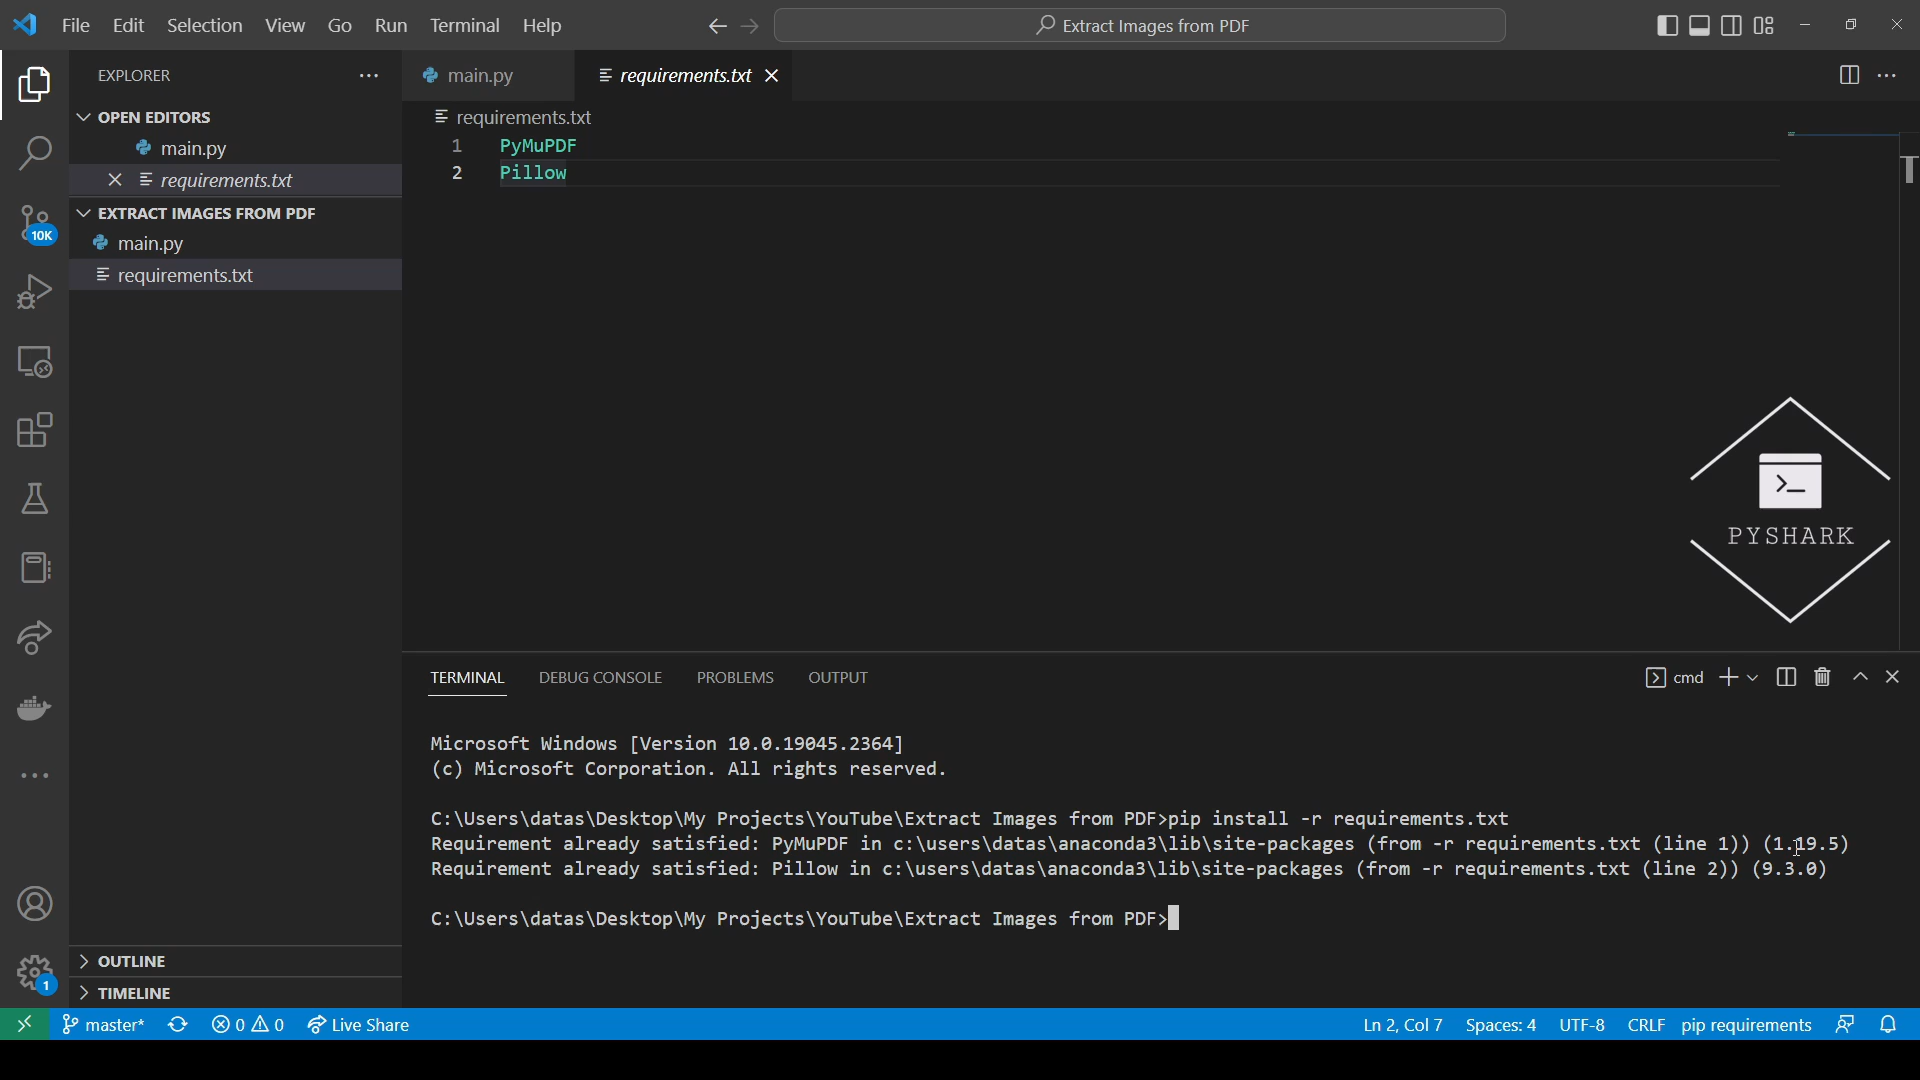 File Edit Selection View Go Run Terminal Help
Extract Images from PDF
EXPLORER
OPEN EDITORS
main.py
requirements.txt
EXTRACT IMAGES FROM PDF
main.py
requirements.txt
10K
1
OUTLINE
TIMELINE
main.py
requirements.txt
requirements.txt
1 PyMuPDF
2 Pillow
PYSHARK
TERMINAL DEBUG CONSOLE PROBLEMS OUTPUT
cmd
Microsoft Windows [Version 10.0.19045.2364]
(c) Microsoft Corporation. All rights reserved.
C:\Users\datas\Desktop\My Projects\YouTube\Extract Images from PDF>pip install -r requirements.txt
Requirement already satisfied: PyMuPDF in c:\users\datas\anaconda3\lib\site-packages (from -r requirements.txt (line 1)) (1.19.5)
Requirement already satisfied: Pillow in c:\users\datas\anaconda3\lib\site-packages (from -r requirements.txt (line 2)) (9.3.0)
C:\Users\datas\Desktop\My Projects\YouTube\Extract Images from PDF>
master* 0 0 Live Share
Ln 2, Col 7 Spaces: 4 UTF-8 CRLF pip requirements